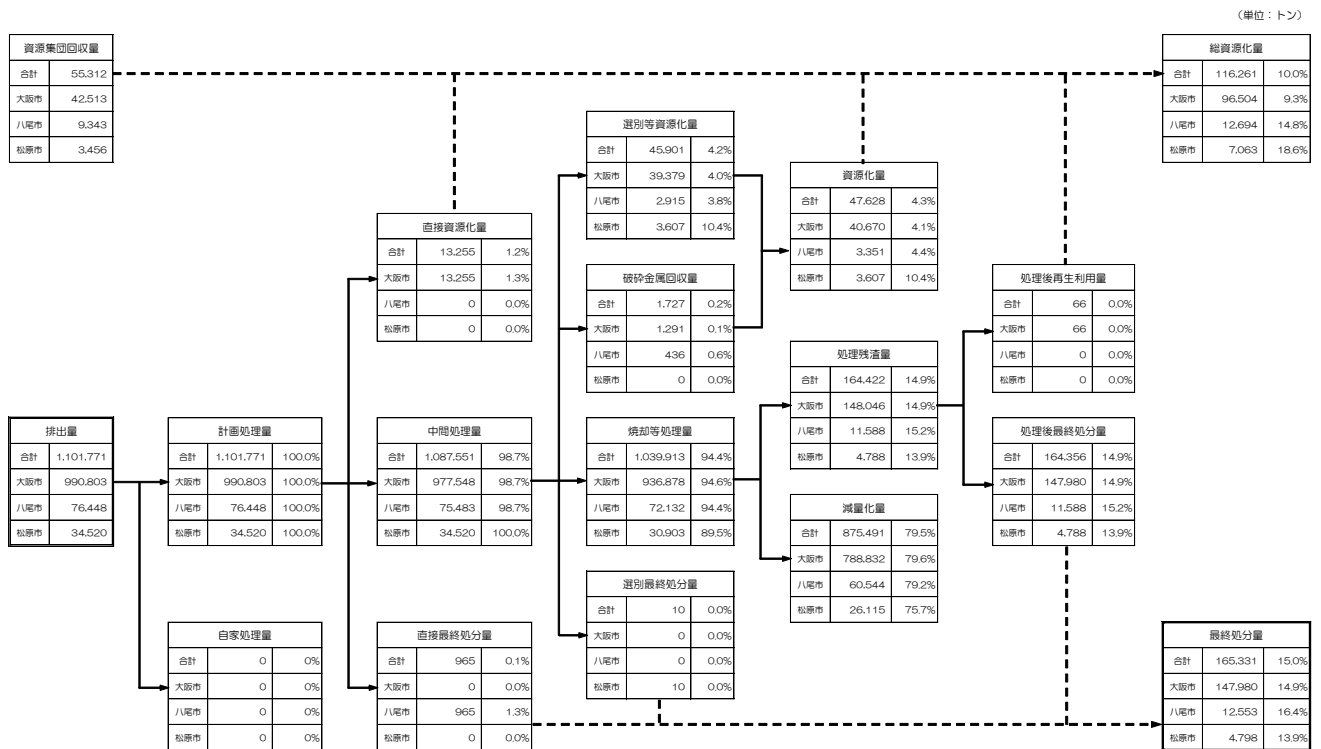 （単位：トン）
資源集団回収量
合計 55,312
大阪市 42,513
八尾市 9,343
松原市 3,456
総資源化量
合計 116,261 10.0%
大阪市 96,504 9.3%
八尾市 12,694 14.8%
松原市 7,063 18.6%
選別等資源化量
合計 45,901 4.2%
大阪市 39,379 4.0%
八尾市 2,915 3.8%
松原市 3,607 10.4%
資源化量
合計 47,628 4.3%
大阪市 40,670 4.1%
八尾市 3,351 4.4%
松原市 3,607 10.4%
直接資源化量
合計 13,255 1.2%
大阪市 13,255 1.3%
八尾市 0 0.0%
松原市 0 0.0%
破砕金属回収量
合計 1,727 0.2%
大阪市 1,291 0.1%
八尾市 436 0.6%
松原市 0 0.0%
処理後再生利用量
合計 66 0.0%
大阪市 66 0.0%
八尾市 0 0.0%
松原市 0 0.0%
処理残渣量
合計 164,422 14.9%
大阪市 148,046 14.9%
八尾市 11,588 15.2%
松原市 4,788 13.9%
排出量
合計 1,101,771
大阪市 990,803
八尾市 76,448
松原市 34,520
計画処理量
合計 1,101,771 100.0%
大阪市 990,803 100.0%
八尾市 76,448 100.0%
松原市 34,520 100.0%
中間処理量
合計 1,087,551 98.7%
大阪市 977,548 98.7%
八尾市 75,483 98.7%
松原市 34,520 100.0%
焼却等処理量
合計 1,039,913 94.4%
大阪市 936,878 94.6%
八尾市 72,132 94.4%
松原市 30,903 89.5%
処理後最終処分量
合計 164,356 14.9%
大阪市 147,980 14.9%
八尾市 11,588 15.2%
松原市 4,788 13.9%
減量化量
合計 875,491 79.5%
大阪市 788,832 79.6%
八尾市 60,544 79.2%
松原市 26,115 75.7%
選別最終処分量
合計 10 0.0%
大阪市 0 0.0%
八尾市 0 0.0%
松原市 10 0.0%
自家処理量
合計 0 0%
大阪市 0 0%
八尾市 0 0%
松原市 0 0%
直接最終処分量
合計 965 0.1%
大阪市 0 0.0%
八尾市 965 1.3%
松原市 0 0.0%
最終処分量
合計 165,331 15.0%
大阪市 147,980 14.9%
八尾市 12,553 16.4%
松原市 4,798 13.9%